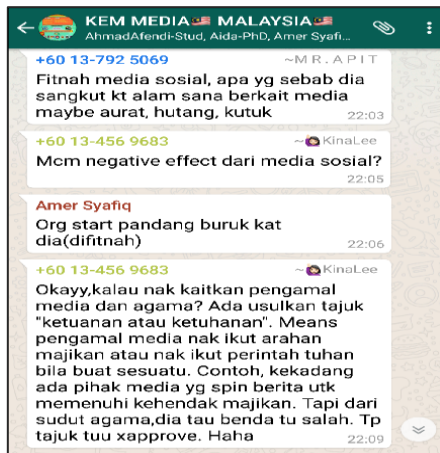 KEM MEDIA🇲🇾 MALAYSIA🇲🇾
AhmadAfendi-Stud, Aida-PhD, Amer Syafi...
+60 13-792 5069 ~M R . A P I T
Fitnah media sosial, apa yg sebab dia
sangkut kt alam sana berkait media
maybe aurat, hutang, kutuk 22:03
+60 13-456 9683 ~🙋🏻‍♀️KinaLee
Mcm negative effect dari media sosial?
22:05
Amer Syafiq
Org start pandang buruk kat
dia(difitnah) 22:06
+60 13-456 9683 ~🙋🏻‍♀️KinaLee
Okayy,kalau nak kaitkan pengamal
media dan agama? Ada usulkan tajuk
"ketuanan atau ketuhanan". Means
pengamal media nak ikut arahan
majikan atau nak ikut perintah tuhan
bila buat sesuatu. Contoh, kekadang
ada pihak media yg spin berita utk
memenuhi kehendak majikan. Tapi dari
sudut agama,dia tau benda tu salah. Tp
tajuk tuu xapprove. Haha 22:09